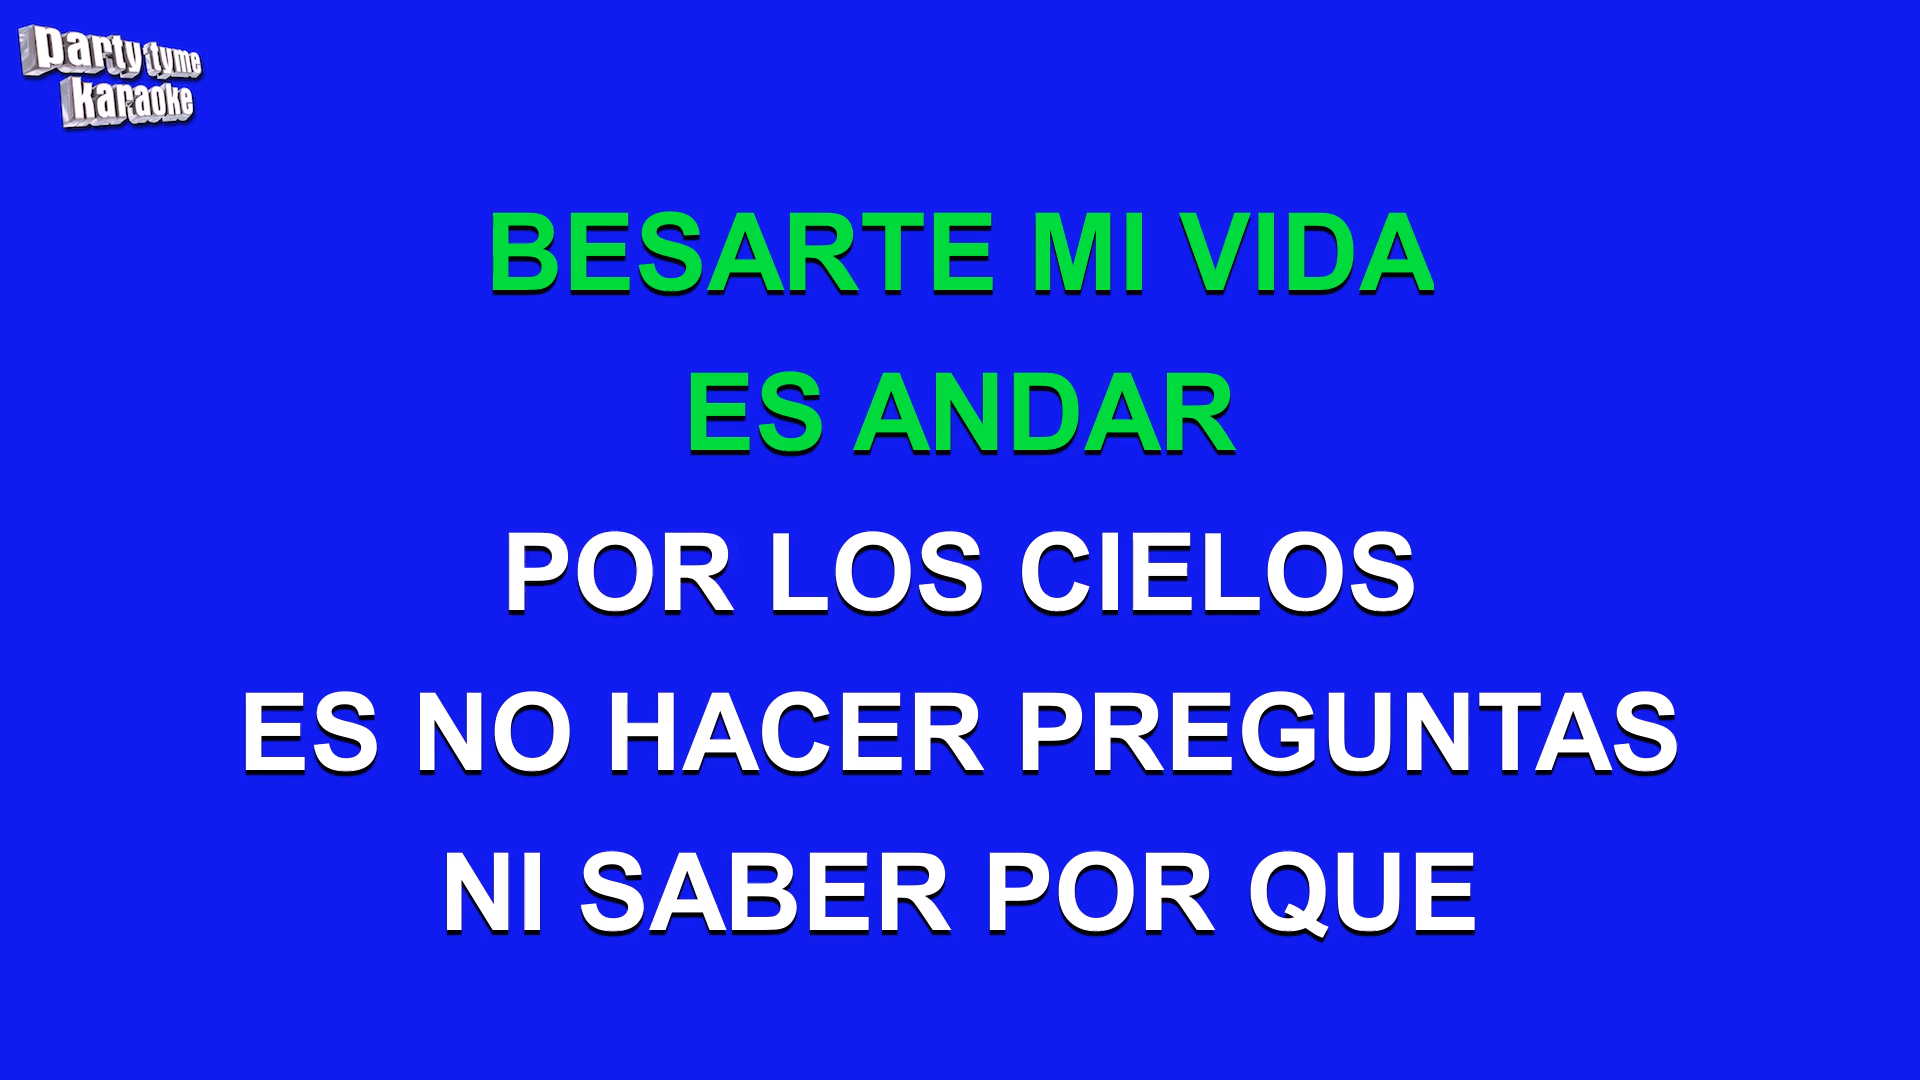 party tyme
karaoke
BESARTE MI VIDA
ES ANDAR
POR LOS CIELOS
ES NO HACER PREGUNTAS
NI SABER POR QUE